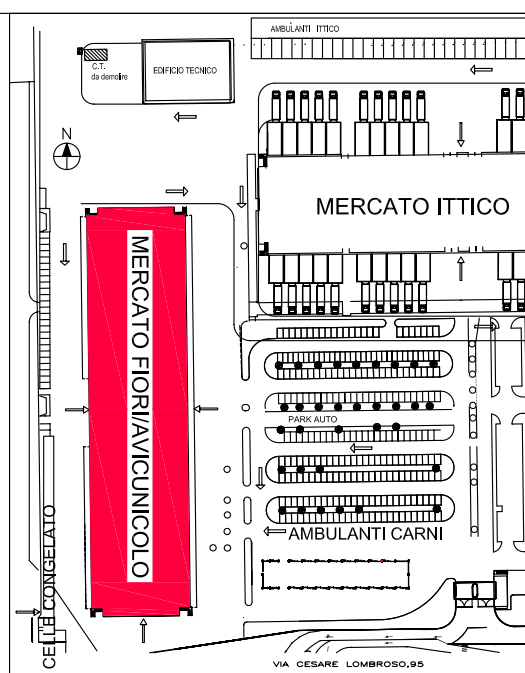 AMBULANTI ITTICO
C.T.
da demolire
EDIFICIO TECNICO
N
MERCATO ITTICO
MERCATO FIORI/AVICUNICOLO
PARK AUTO
AMBULANTI CARNI
CELLE CONGELATO
VIA CESARE LOMBROSO,95